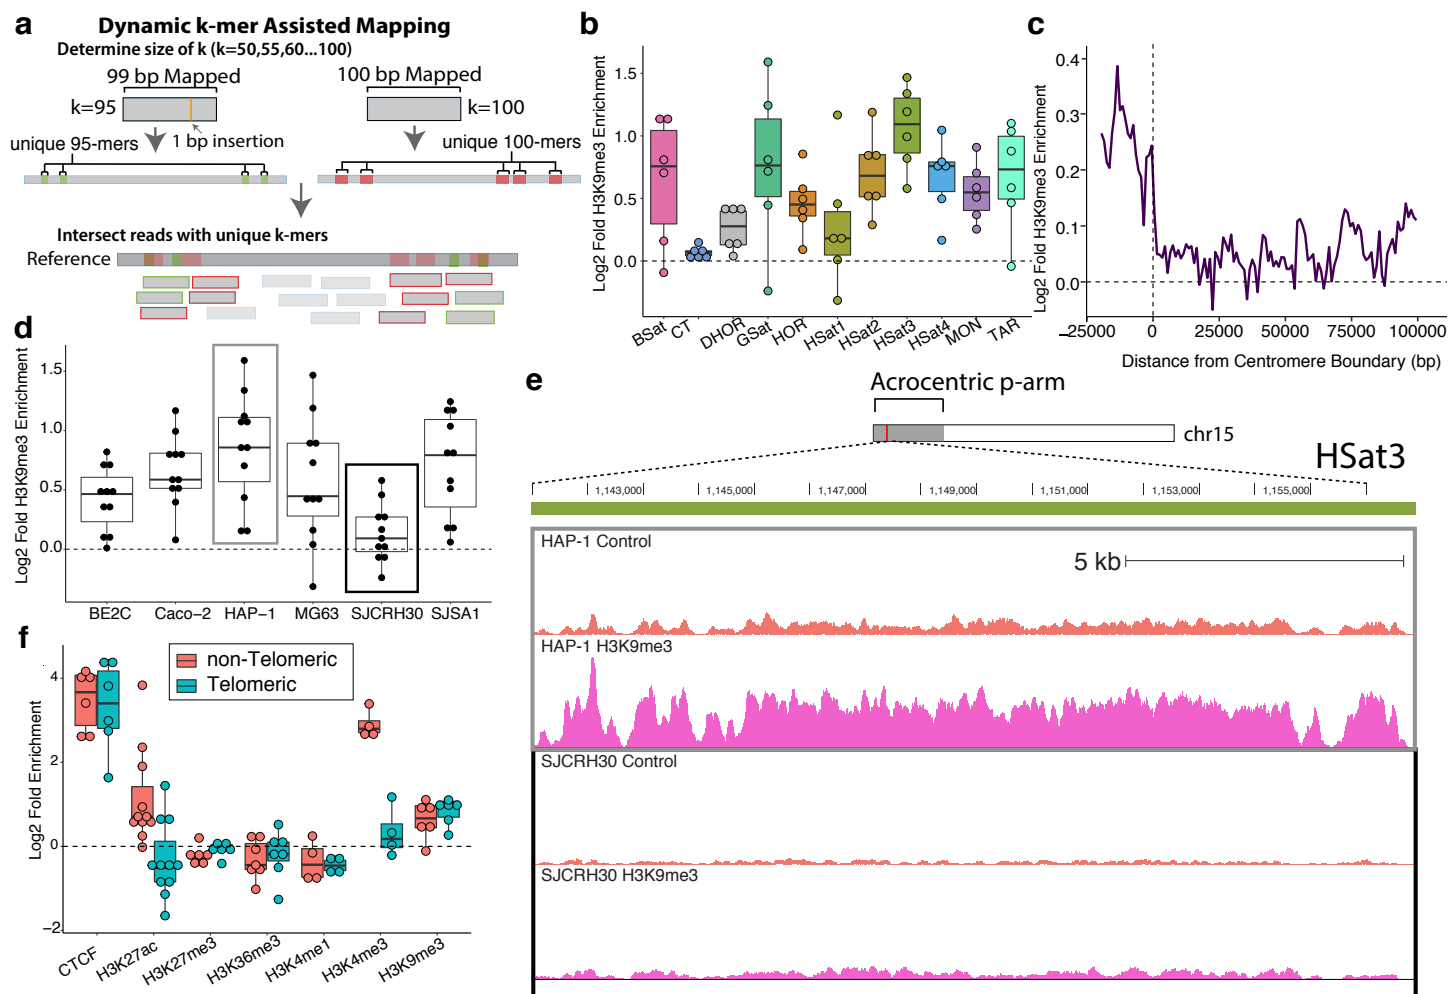 a
Dynamic k-mer Assisted Mapping
Determine size of k (k=50,55,60...100)
99 bp Mapped
100 bp Mapped
k=95
k=100
1 bp insertion
unique 95-mers
unique 100-mers
Intersect reads with unique k-mers
Reference
b
Log2 Fold H3K9me3 Enrichment
1.5
1.0
0.5
0.0
BSat
CT
DHOR
GSat
HOR
HSat1
HSat2
HSat3
HSat4
MON
TAR
c
Log2 Fold H3K9me3 Enrichment
0.4
0.3
0.2
0.1
0.0
−25000
0
25000
50000
75000
100000
Distance from Centromere Boundary (bp)
d
Log2 Fold H3K9me3 Enrichment
1.5
1.0
0.5
0.0
BE2C
Caco−2
HAP−1
MG63
SJCRH30
SJSA1
e
Acrocentric p-arm
chr15
HSat3
1,143,000
1,145,000
1,147,000
1,149,000
1,151,000
1,153,000
1,155,000
HAP-1 Control
5 kb
HAP-1 H3K9me3
SJCRH30 Control
SJCRH30 H3K9me3
f
non-Telomeric
Telomeric
Log2 Fold Enrichment
4
2
0
−2
CTCF
H3K27ac
H3K27me3
H3K36me3
H3K4me1
H3K4me3
H3K9me3